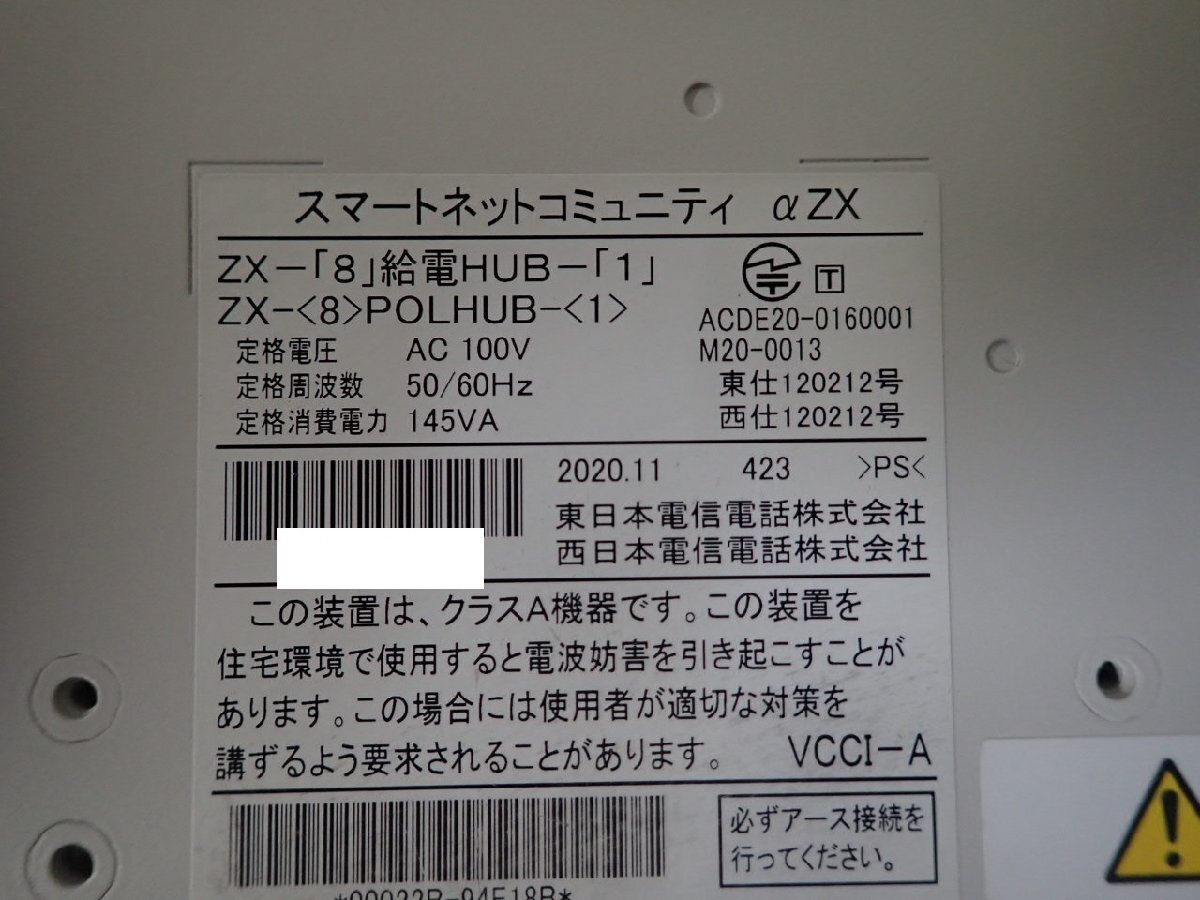 スマートネットコミュニティ αZX
ZX－「8」給電HUB－「1」
ZX-<8>POLHUB-<1>
T
ACDE20-0160001
定格電圧 AC 100V
M20-0013
定格周波数 50/60Hz
東仕120212号
定格消費電力 145VA
西仕120212号
2020.11 423 >PS<
東日本電信電話株式会社
西日本電信電話株式会社
この装置は、クラスA機器です。この装置を
住宅環境で使用すると電波妨害を引き起こすことが
あります。この場合には使用者が適切な対策を
講ずるよう要求されることがあります。 VCCI－A
必ずアース接続を
行ってください。